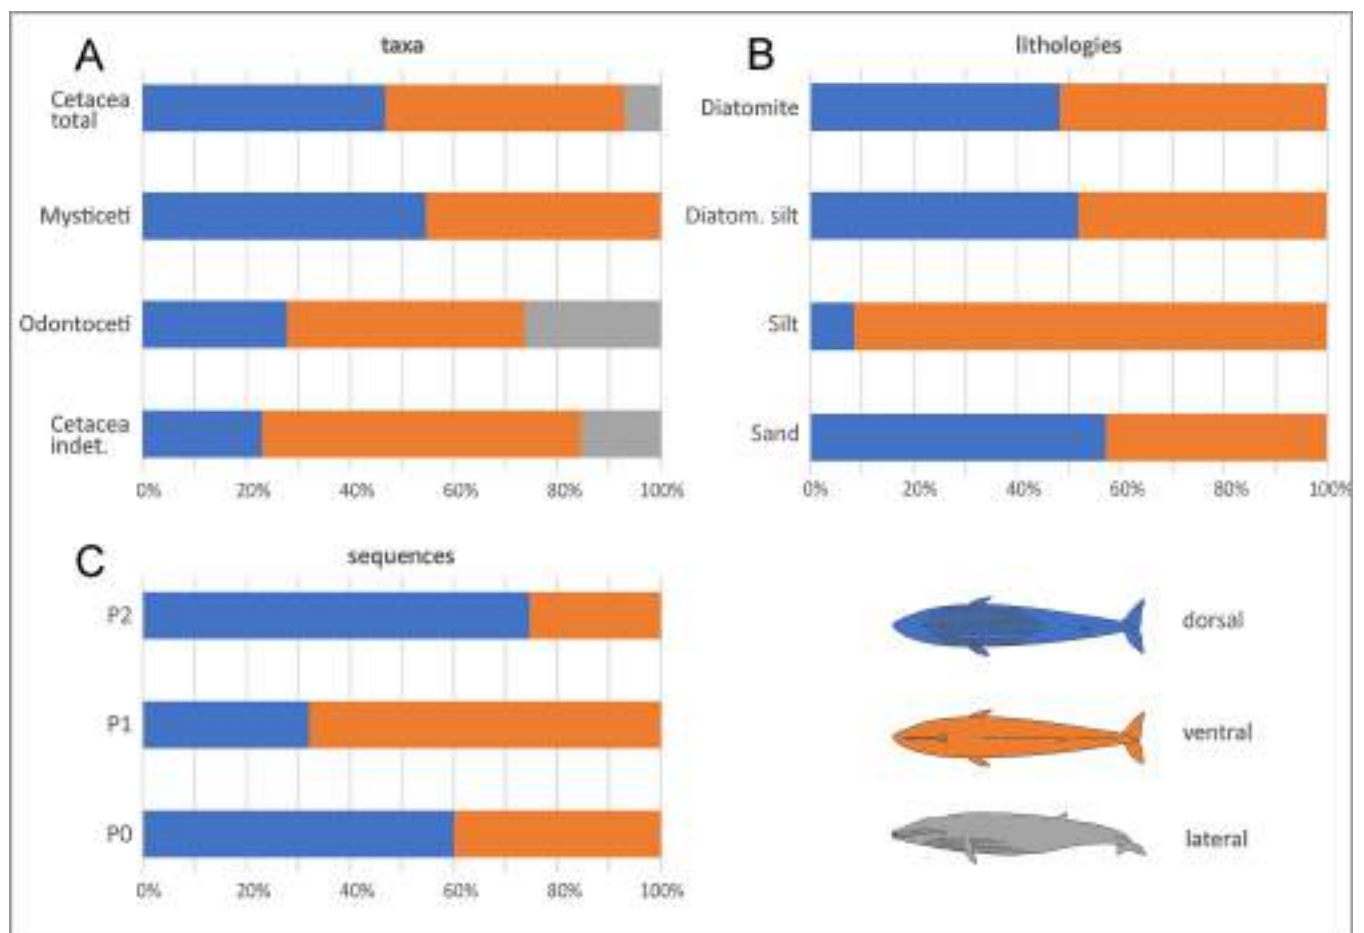 A
taxa
Cetacea
total
Mysticeti
Odontoceti
Cetacea
indet.
0% 20% 40% 60% 80% 100%
B
lithologies
Diatomite
Diatom. silt
Silt
Sand
0% 20% 40% 60% 80% 100%
C
sequences
P2
P1
P0
0% 20% 40% 60% 80% 100%
dorsal
ventral
lateral